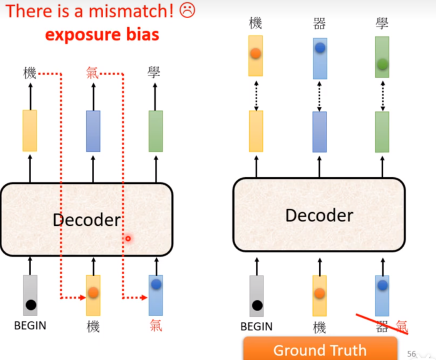 There is a mismatch! ☹
exposure bias
機 氣 學
Decoder
BEGIN 機 氣
機 器 學
Decoder
BEGIN 機 器 氣
Ground Truth
56